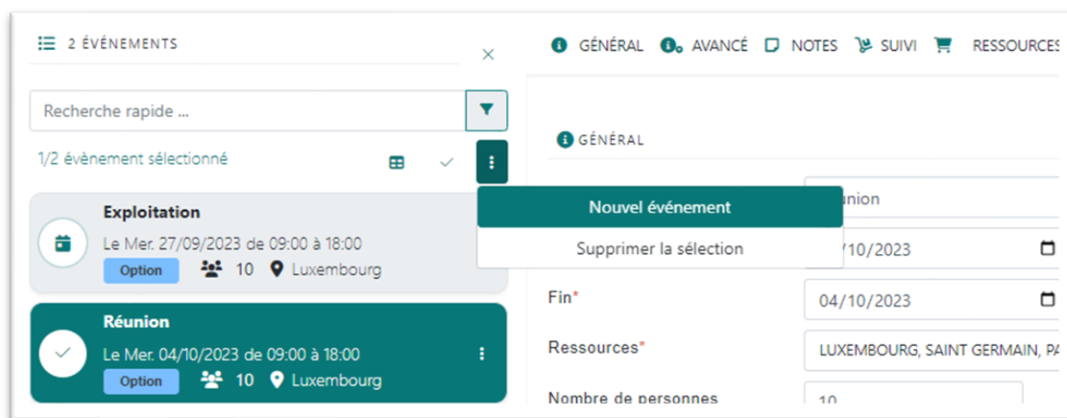 2 ÉVÉNEMENTS
Recherche rapide ...
1/2 évènement sélectionné
Nouvel événement
Supprimer la sélection
Exploitation
Le Mer. 27/09/2023 de 09:00 à 18:00
Option 10 Luxembourg
Réunion
Le Mer. 04/10/2023 de 09:00 à 18:00
Option 10 Luxembourg
GÉNÉRAL AVANCÉ NOTES SUIVI RESSOURCES
GÉNÉRAL
/10/2023
Fin* 04/10/2023
Ressources* LUXEMBOURG, SAINT GERMAIN, PA
Nombre de personnes 10